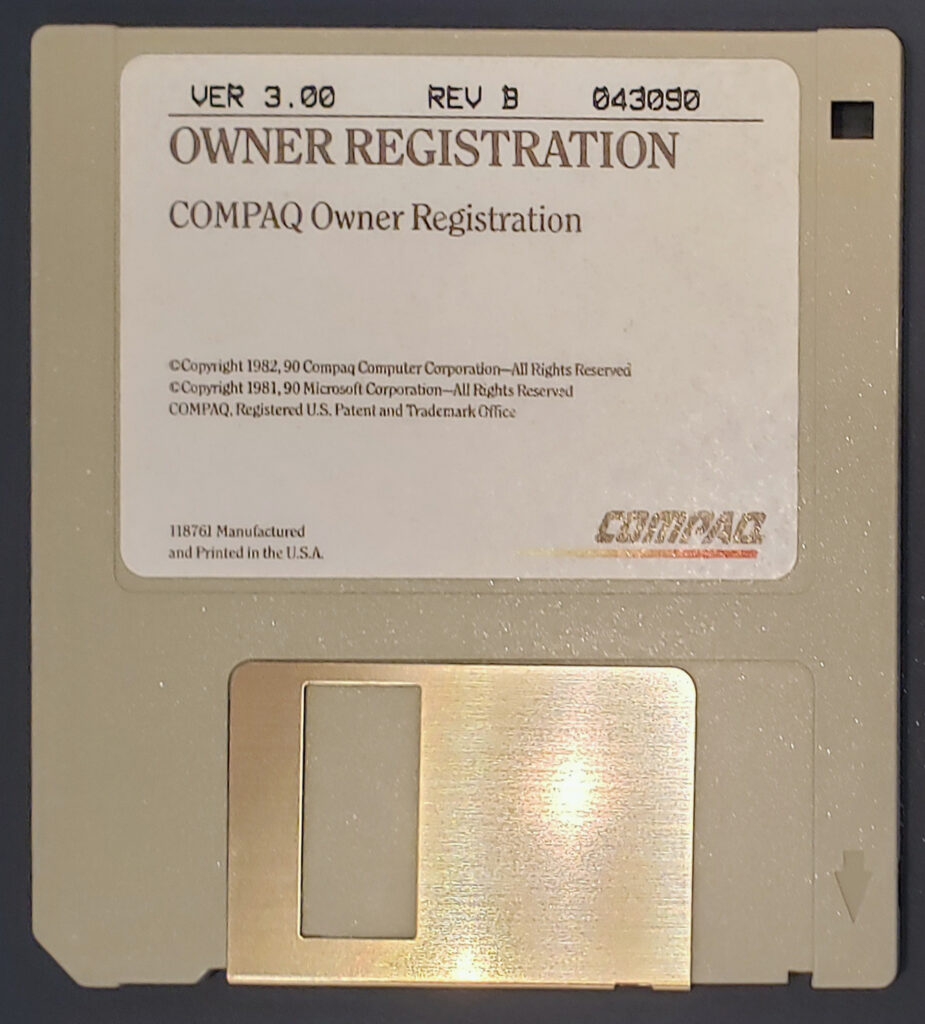 VER 3.00 REV B 043090
OWNER REGISTRATION
COMPAQ Owner Registration
©Copyright 1982, 90 Compaq Computer Corporation—All Rights Reserved
©Copyright 1981, 90 Microsoft Corporation—All Rights Reserved
COMPAQ, Registered U.S. Patent and Trademark Office
118761 Manufactured
and Printed in the U.S.A.
COMPAQ